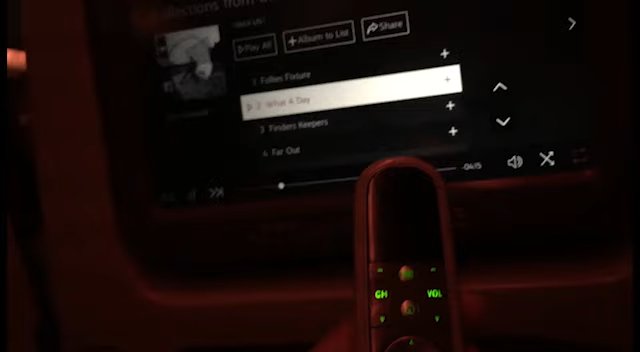 Play All
Album to List
Share
1 Fallen Fixture
2 What A Day
3 Finders Keepers
4 Far Out
CH
VOL